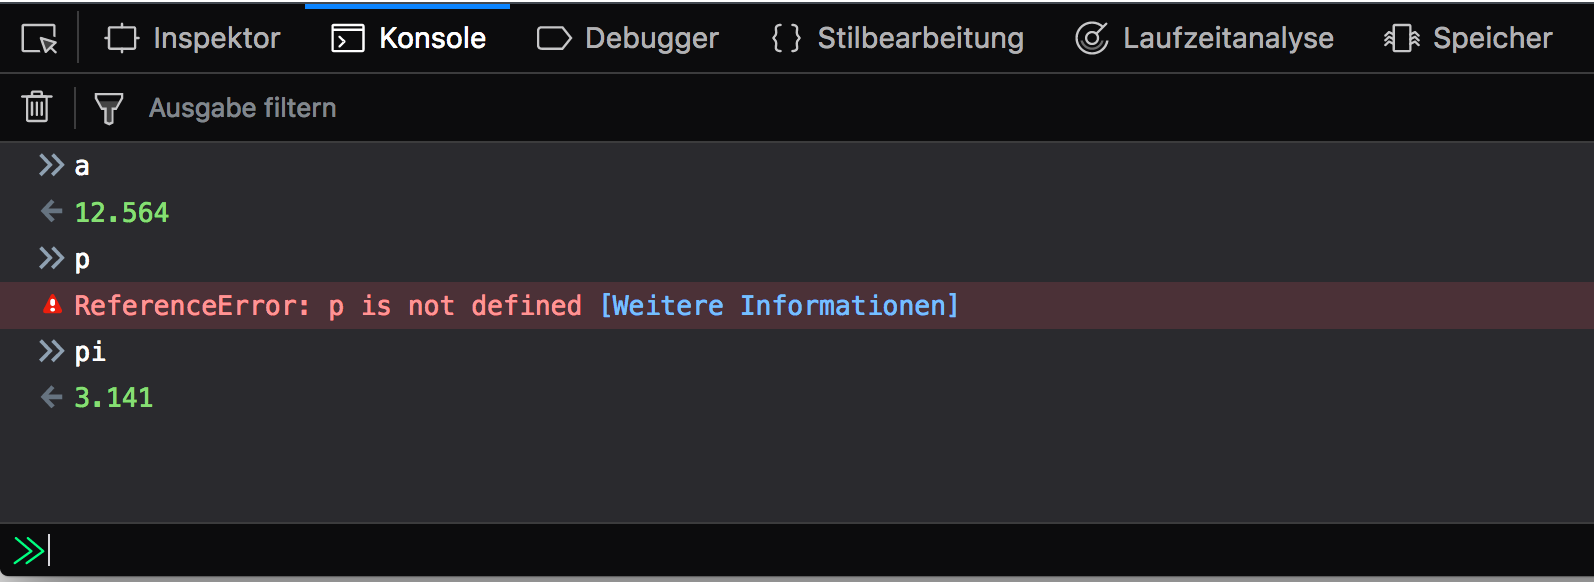 Inspektor Konsole Debugger {} Stilbearbeitung Laufzeitanalyse Speicher
Ausgabe filtern
» a
← 12.564
» p
ReferenceError: p is not defined [Weitere Informationen]
» pi
← 3.141
»